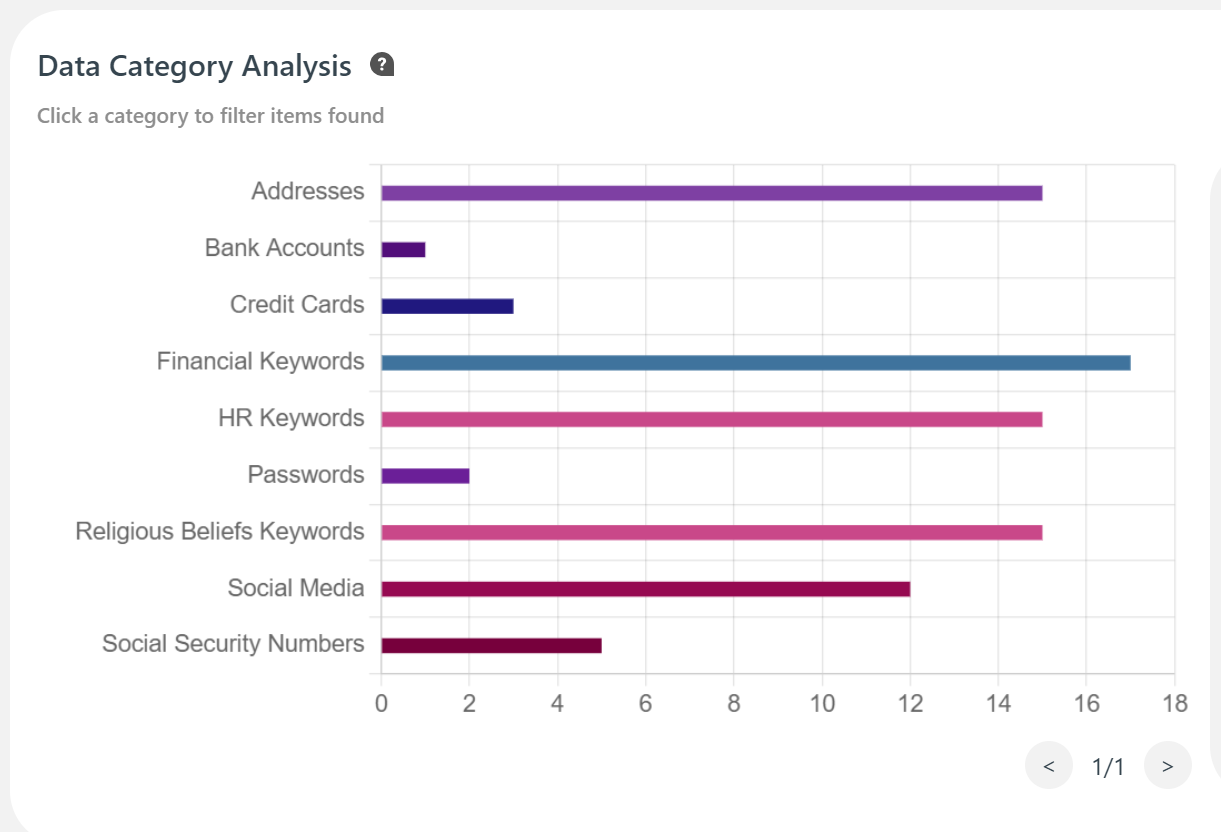 Data Category Analysis ?
Click a category to filter items found
Addresses
Bank Accounts
Credit Cards
Financial Keywords
HR Keywords
Passwords
Religious Beliefs Keywords
Social Media
Social Security Numbers
0 2 4 6 8 10 12 14 16 18
< 1/1 >